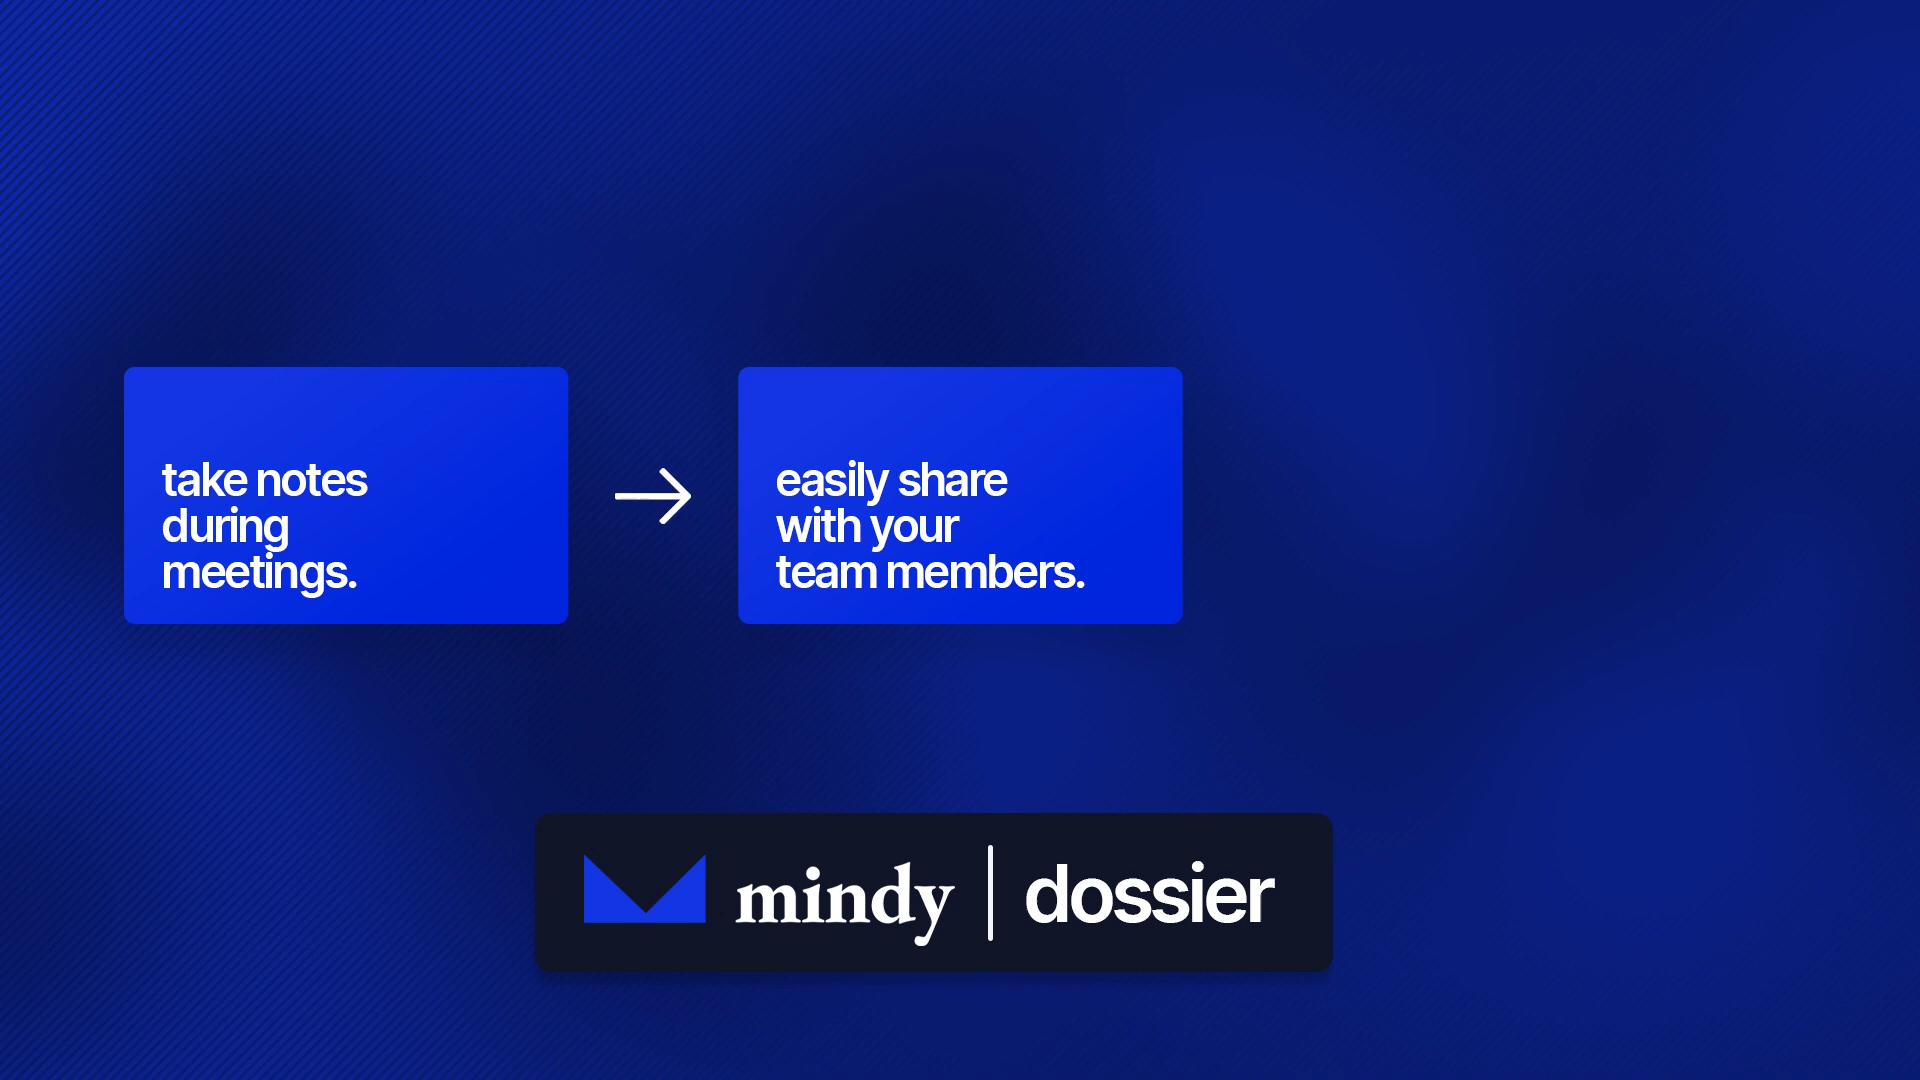 take notes
during
meetings.
easily share
with your
team members.
mindy | dossier